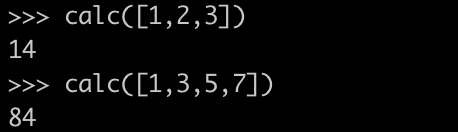 >>> calc([1,2,3])
14
>>> calc([1,3,5,7])
84